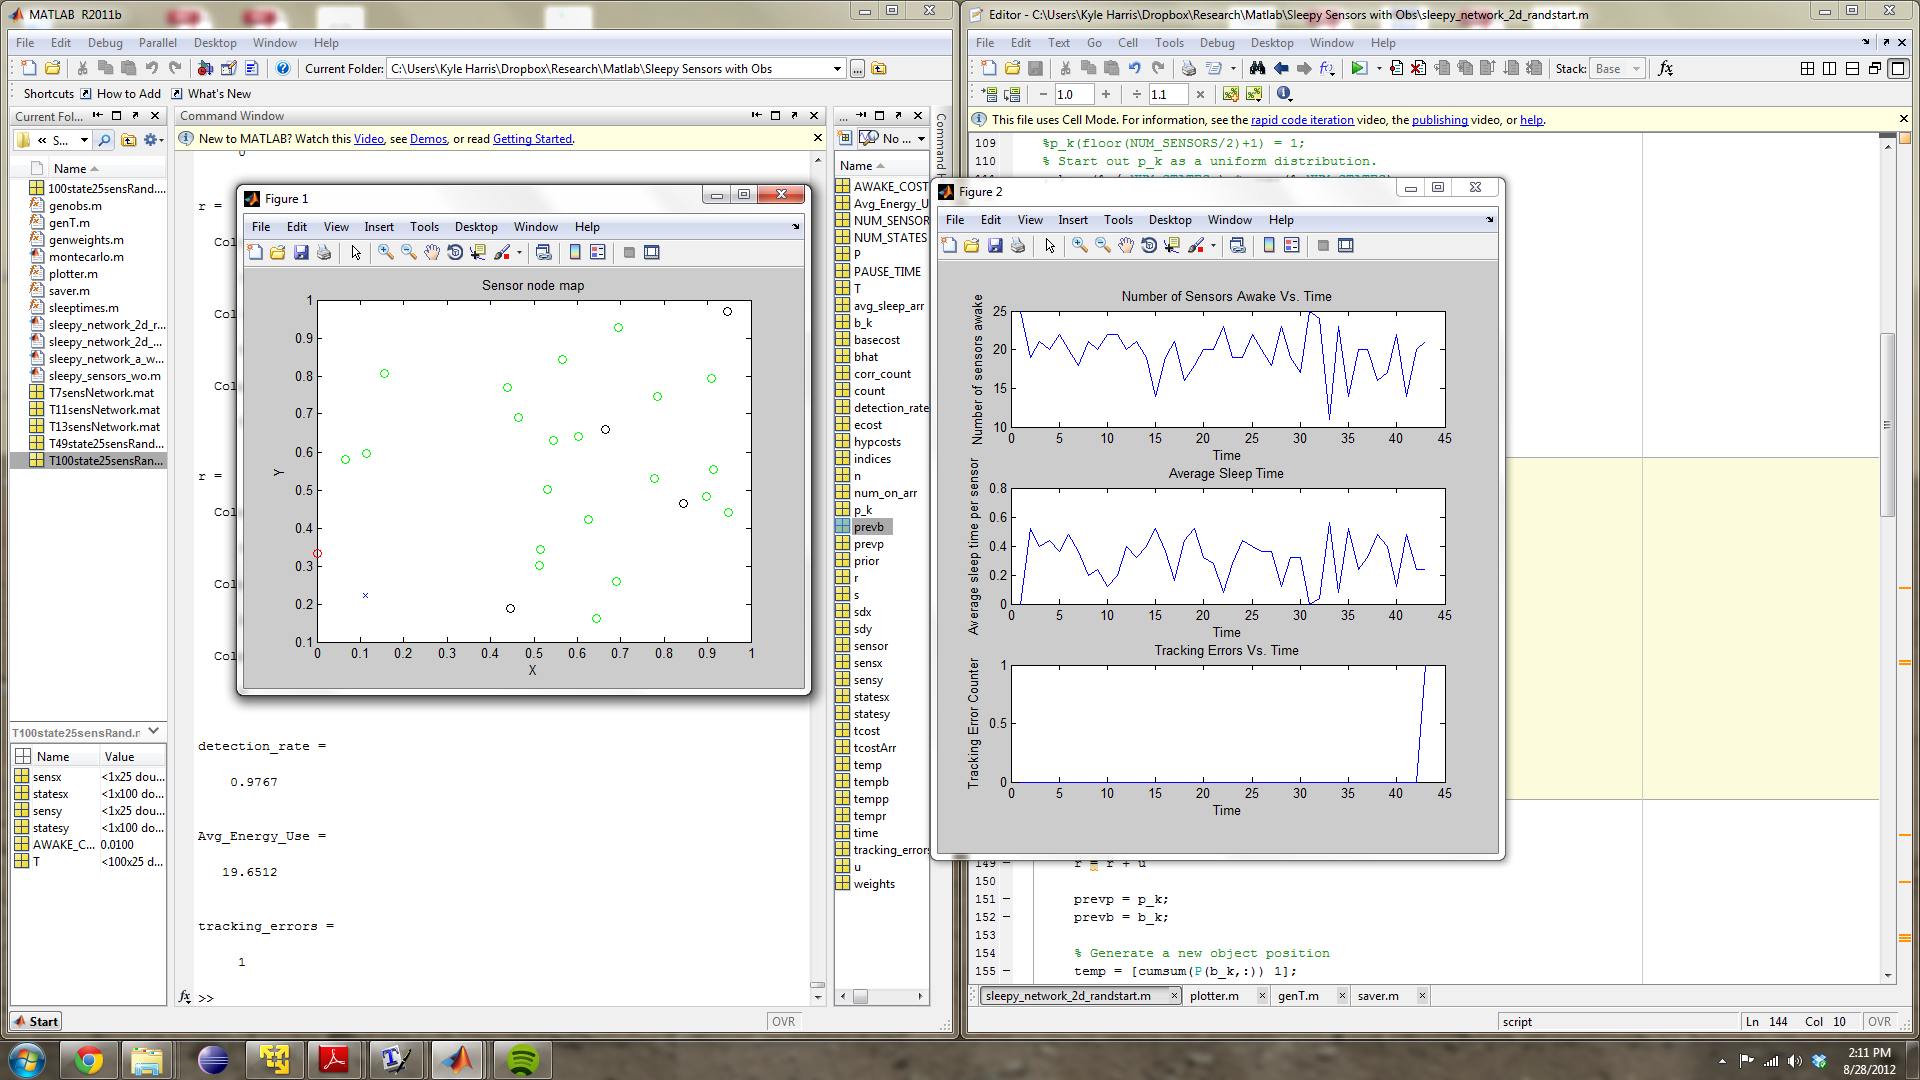 MATLAB R2011b
File Edit Debug Parallel Desktop Window Help
Current Folder: C:\Users\Kyle Harris\Dropbox\Research\Matlab\Sleepy Sensors with Obs
Shortcuts How to Add What's New
Current Fol...
« S...
Name
100state25sensRand....
genobs.m
genT.m
genweights.m
montecarlo.m
plotter.m
saver.m
sleeptimes.m
sleepy_network_2d_r...
sleepy_network_2d_...
sleepy_network_a_w...
sleepy_sensors_wo.m
T7sensNetwork.mat
T11sensNetwork.mat
T13sensNetwork.mat
T49state25sensRand...
T100state25sensRan...
T100state25sensRand.m
Name Value
sensx <1x25 dou...
statesx <1x100 do...
sensy <1x25 dou...
statesy <1x100 do...
AWAKE_C... 0.0100
T <100x25 d...
Start
Command Window
New to MATLAB? Watch this Video, see Demos, or read Getting Started.
0
r =
Col
Col
Col
r =
Col
Col
Col
detection_rate =
0.9767
Avg_Energy_Use =
19.6512
tracking_errors =
1
fx >>
OVR
Figure 1
File Edit View Insert Tools Desktop Window Help
Sensor node map
1
0.9
0.8
0.7
0.6
0.5
0.4
0.3
0.2
0.1
Y
0 0.1 0.2 0.3 0.4 0.5 0.6 0.7 0.8 0.9 1
X
...
No ...
Name
AWAKE_COST
Avg_Energy_U
NUM_SENSOR
NUM_STATES
P
PAUSE_TIME
T
avg_sleep_arr
b_k
basecost
bhat
corr_count
count
detection_rate
ecost
hypcosts
indices
n
num_on_arr
p_k
prevb
prevp
prior
r
s
sdx
sdy
sensor
sensx
sensy
statesx
statesy
tcost
tcostArr
temp
tempb
tempp
tempr
time
tracking_errors
u
weights
Command H
Editor - C:\Users\Kyle Harris\Dropbox\Research\Matlab\Sleepy Sensors with Obs\sleepy_network_2d_randstart.m
File Edit Text Go Cell Tools Debug Desktop Window Help
Stack: Base fx
1.0 1.1
This file uses Cell Mode. For information, see the rapid code iteration video, the publishing video, or help.
109 %p_k(floor(NUM_SENSORS/2)+1) = 1;
110 % Start out p_k as a uniform distribution.
Figure 2
File Edit View Insert Tools Desktop Window Help
Number of Sensors Awake Vs. Time
Number of sensors awake
25
20
15
10
0 5 10 15 20 25 30 35 40 45
Time
Average Sleep Time
Average sleep time per sensor
0.8
0.6
0.4
0.2
0
0 5 10 15 20 25 30 35 40 45
Time
Tracking Errors Vs. Time
Tracking Error Counter
1
0.5
0
0 5 10 15 20 25 30 35 40 45
Time
149 r = r + u
150
151 prevp = p_k;
152 prevb = b_k;
153
154 % Generate a new object position
155 temp = [cumsum(P(b_k,:)) 1];
sleepy_network_2d_randstart.m plotter.m genT.m saver.m
script Ln 144 Col 10 OVR
2:11 PM
8/28/2012